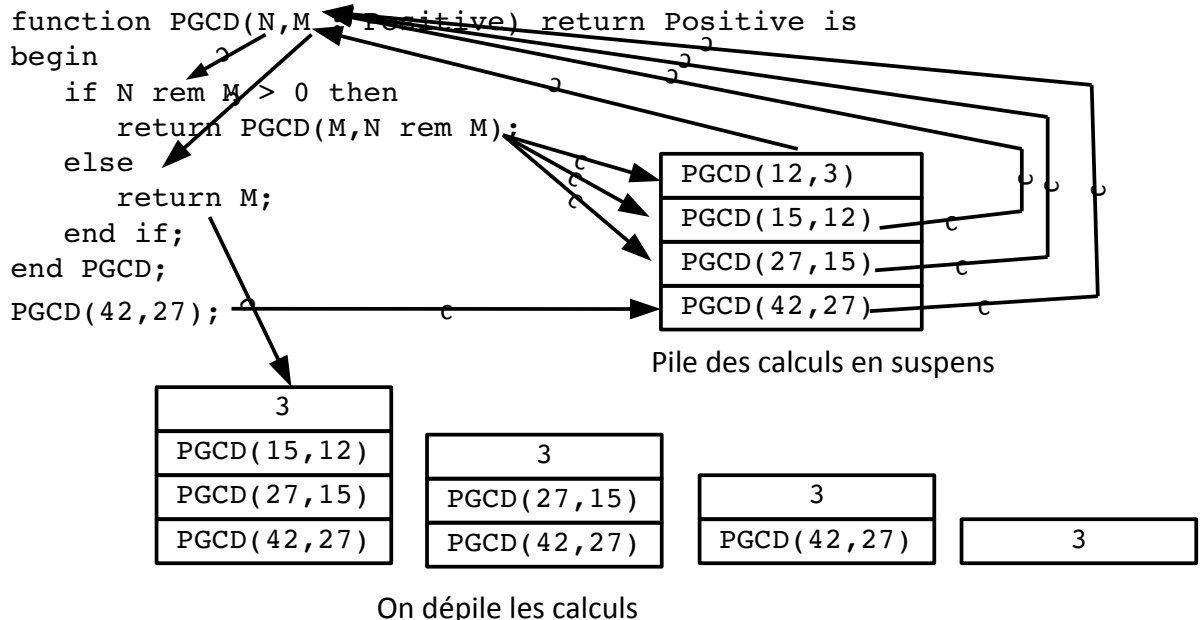 function PGCD(N,M : Positive) return Positive is
begin
if N rem M > 0 then
return PGCD(M,N rem M);
else
return M;
end if;
end PGCD;
PGCD(42,27);
PGCD(12,3)
PGCD(15,12)
PGCD(27,15)
PGCD(42,27)
Pile des calculs en suspens
3
PGCD(15,12)
PGCD(27,15)
PGCD(42,27)
3
PGCD(27,15)
PGCD(42,27)
3
PGCD(42,27)
3
On dépile les calculs